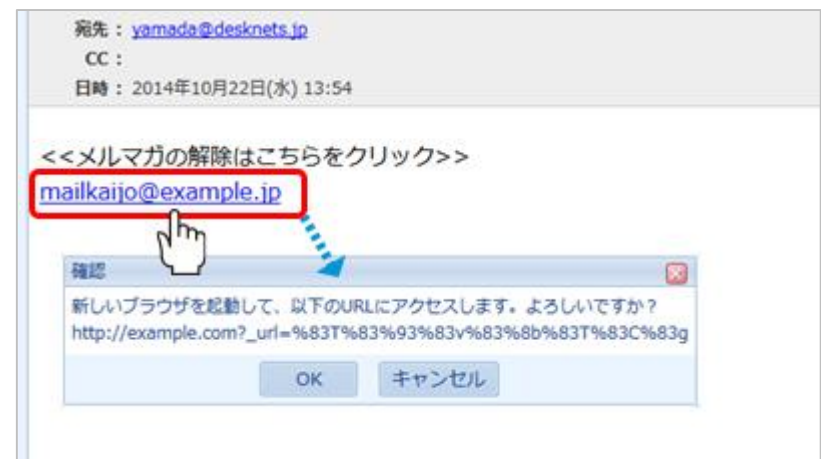 宛先：yamada@desknets.jp
CC：
日時：2014年10月22日(水) 13:54
<<メルマガの解除はこちらをクリック>>
mailkaijo@example.jp
確認
新しいブラウザを起動して、以下のURLにアクセスします。よろしいですか？
http://example.com?_url=%83T%83%93%83v%83%8b%83T%83C%83g
OK キャンセル